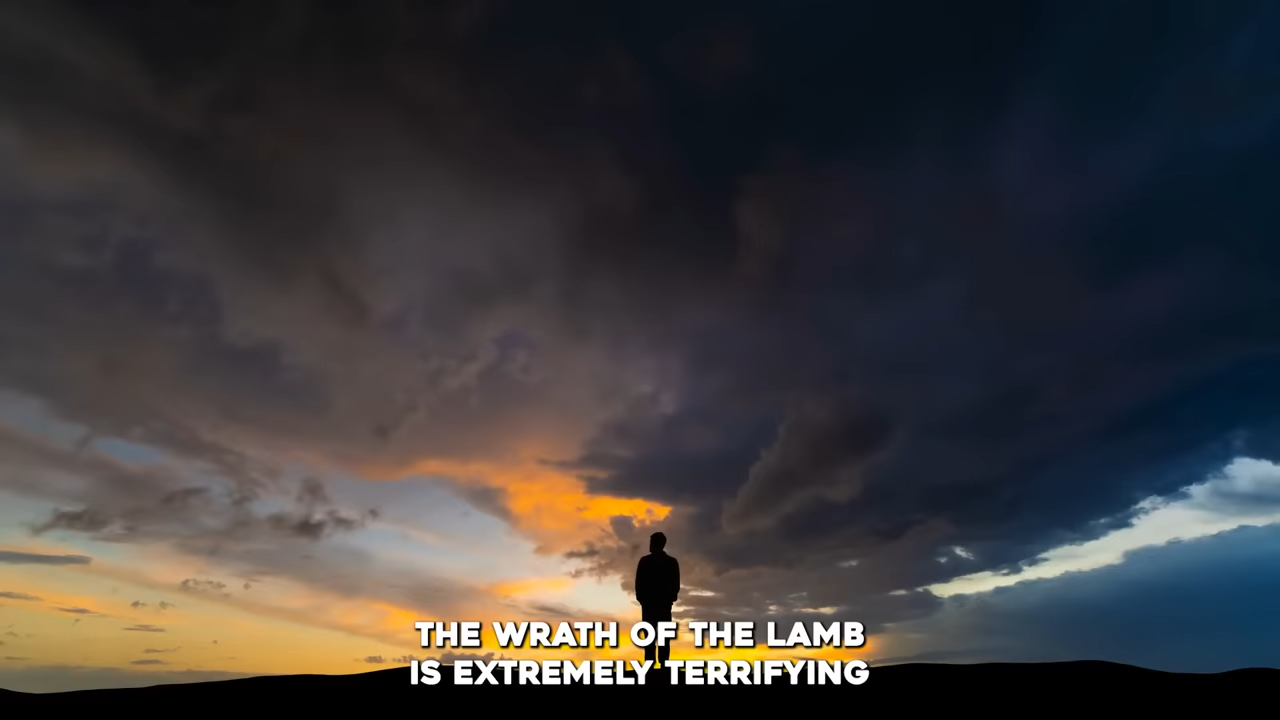 THE WRATH OF THE LAMB
IS EXTREMELY TERRIFYING